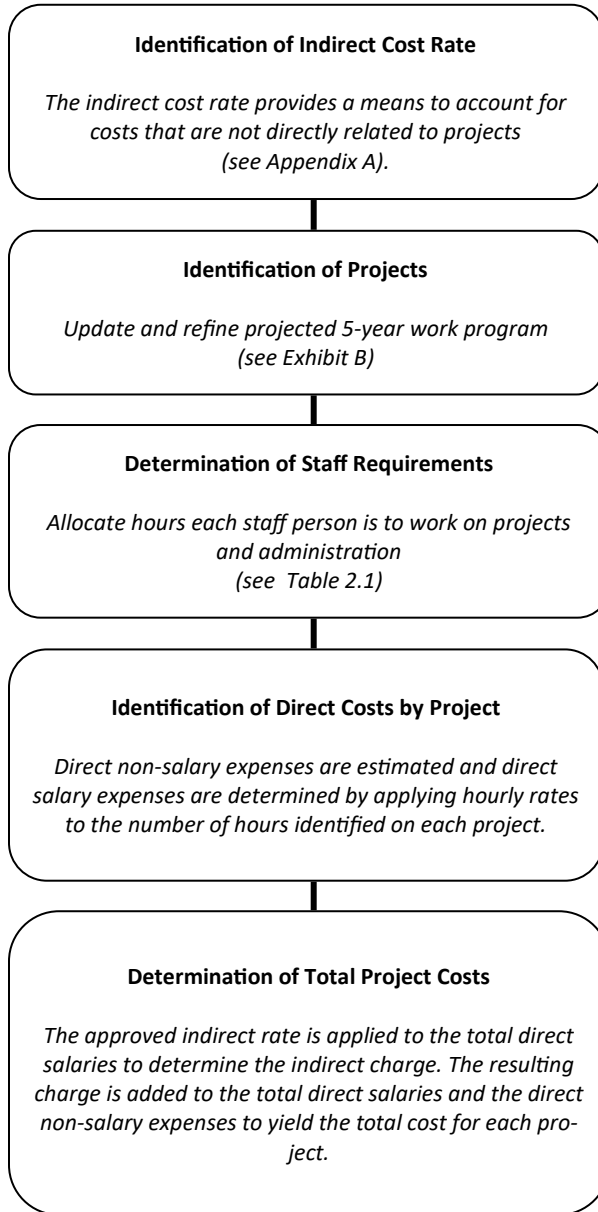 Identification of Indirect Cost Rate
The indirect cost rate provides a means to account for
costs that are not directly related to projects
(see Appendix A).
Identification of Projects
Update and refine projected 5-year work program
(see Exhibit B)
Determination of Staff Requirements
Allocate hours each staff person is to work on projects
and administration
(see  Table 2.1)
Identification of Direct Costs by Project
Direct non-salary expenses are estimated and direct
salary expenses are determined by applying hourly rates
to the number of hours identified on each project.
Determination of Total Project Costs
The approved indirect rate is applied to the total direct
salaries to determine the indirect charge. The resulting
charge is added to the total direct salaries and the direct
non-salary expenses to yield the total cost for each pro-
ject.